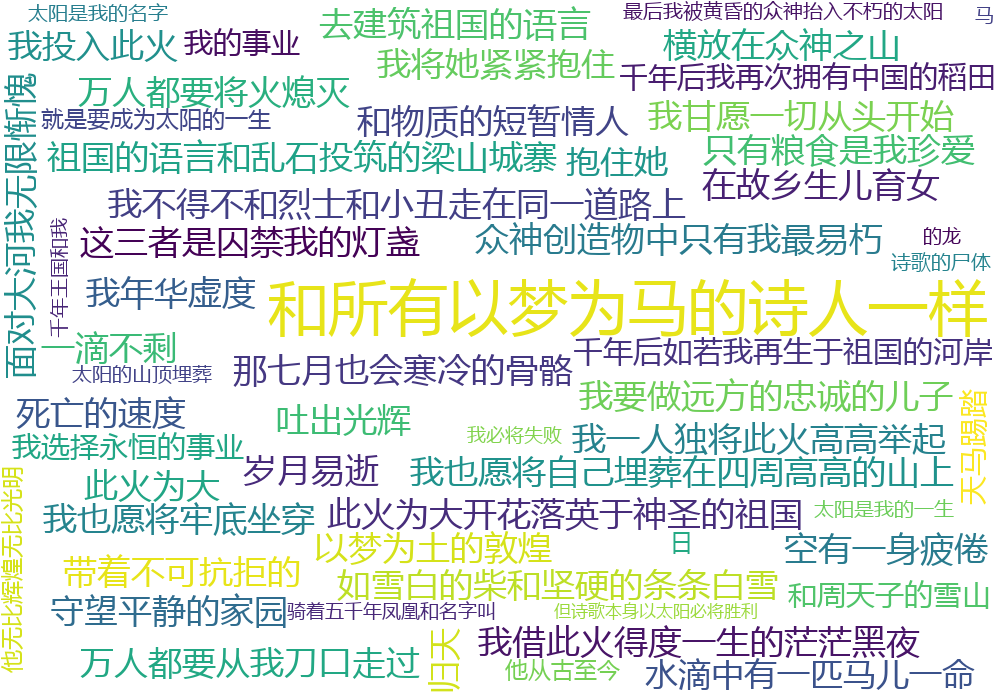 太阳是我的名字
去建筑祖国的语言
最后我被黄昏的众神抬入不朽的太阳
马
我投入此火
我的事业
横放在众神之山
我将她紧紧抱住
千年后我再次拥有中国的稻田
万人都要将火熄灭
就是要成为太阳的一生
和物质的短暂情人
我甘愿一切从头开始
面对大河我无限惭愧
祖国的语言和乱石投筑的梁山城寨
抱住她
只有粮食是我珍爱
在故乡生儿育女
我不得不和烈士和小丑走在同一道路上
千年王国和我
这三者是囚禁我的灯盏
众神创造物中只有我最易朽
的龙
诗歌的尸体
我年华虚度
和所有以梦为马的诗人一样
一滴不剩
太阳的山顶埋葬
那七月也会寒冷的骨骼
千年后如若我再生于祖国的河岸
我要做远方的忠诚的儿子
天马踢踏
死亡的速度
吐出光辉
我必将失败
我一人独将此火高高举起
我选择永恒的事业
岁月易逝
我也愿将自己埋葬在四周高高的山上
他无比辉煌无比光明
此火为大
我也愿将牢底坐穿
此火为大开花落英于神圣的祖国
太阳是我的一生
以梦为土的敦煌
日
空有一身疲倦
带着不可抗拒的
如雪白的柴和坚硬的条条白雪
和周天子的雪山
守望平静的家园
骑着五千年凤凰和名字叫
但诗歌本身以太阳必将胜利
归天
我借此火得度一生的茫茫黑夜
万人都要从我刀口走过
他从古至今
水滴中有一匹马儿一命